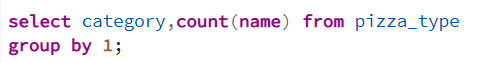 select category,count(name) from pizza_type
group by 1;